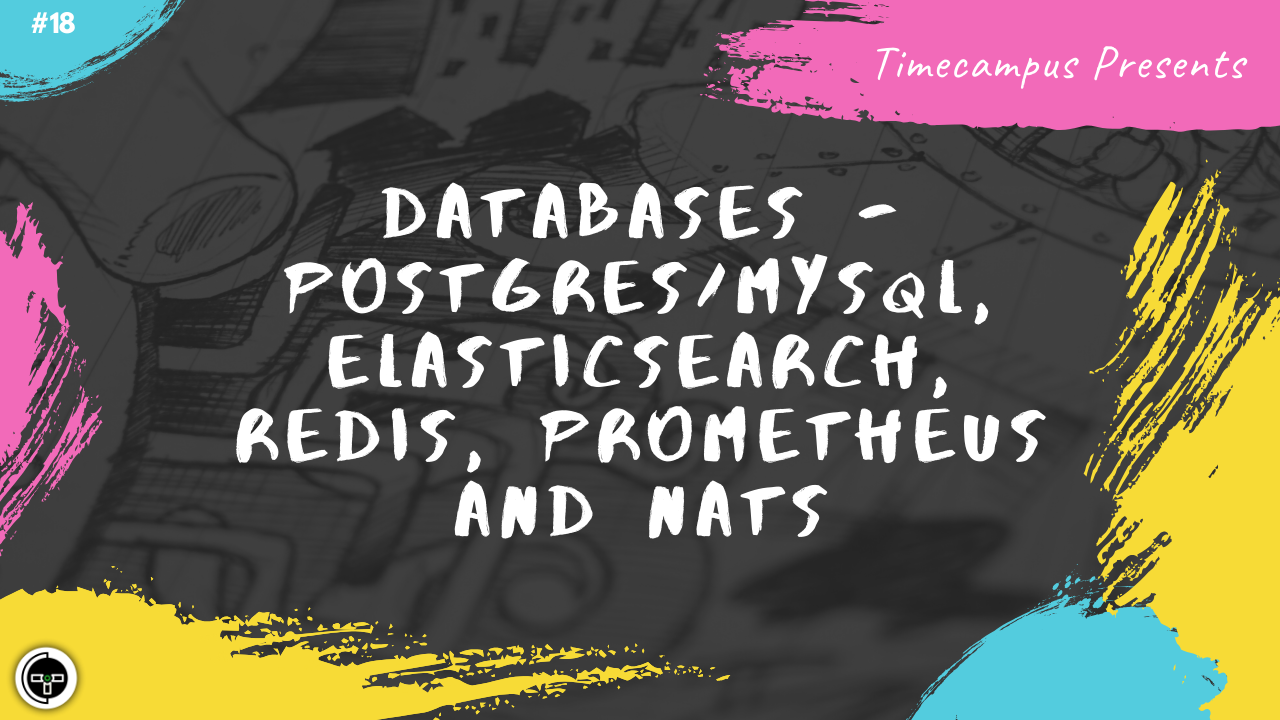 #18
Timecampus Presents
DATABASES -
POSTGRES/MYSQL,
ELASTICSEARCH,
REDIS, PROMETHEUS
AND NATS